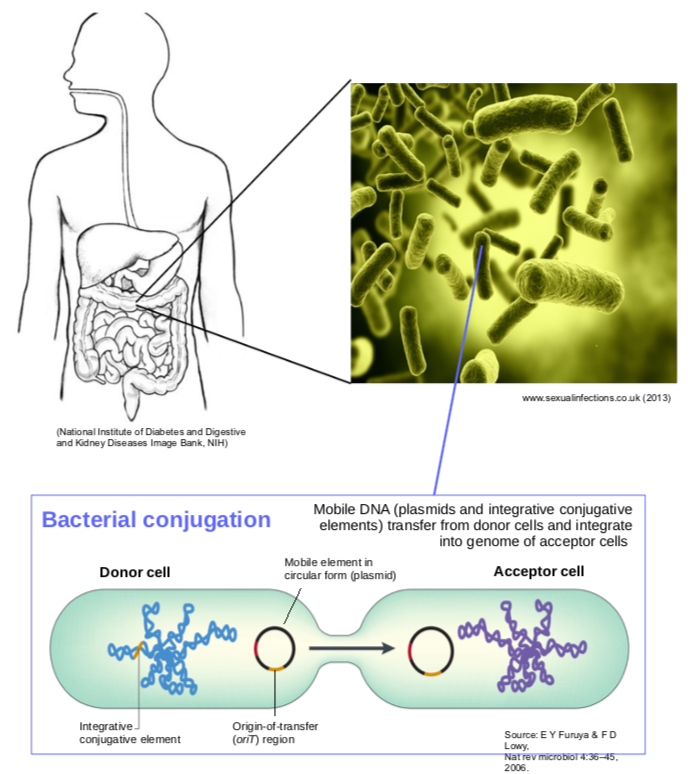 www.sexualinfections.co.uk (2013)
(National Institute of Diabetes and Digestive
and Kidney Diseases Image Bank, NIH)
Bacterial conjugation
Mobile DNA (plasmids and integrative conjugative
elements) transfer from donor cells and integrate
into genome of acceptor cells
Donor cell
Mobile element in
circular form (plasmid)
Acceptor cell
Integrative
conjugative element
Origin-of-transfer
(oriT) region
Source: E Y Furuya & F D
Lowy,
Nat rev microbiol 4:36–45,
2006.